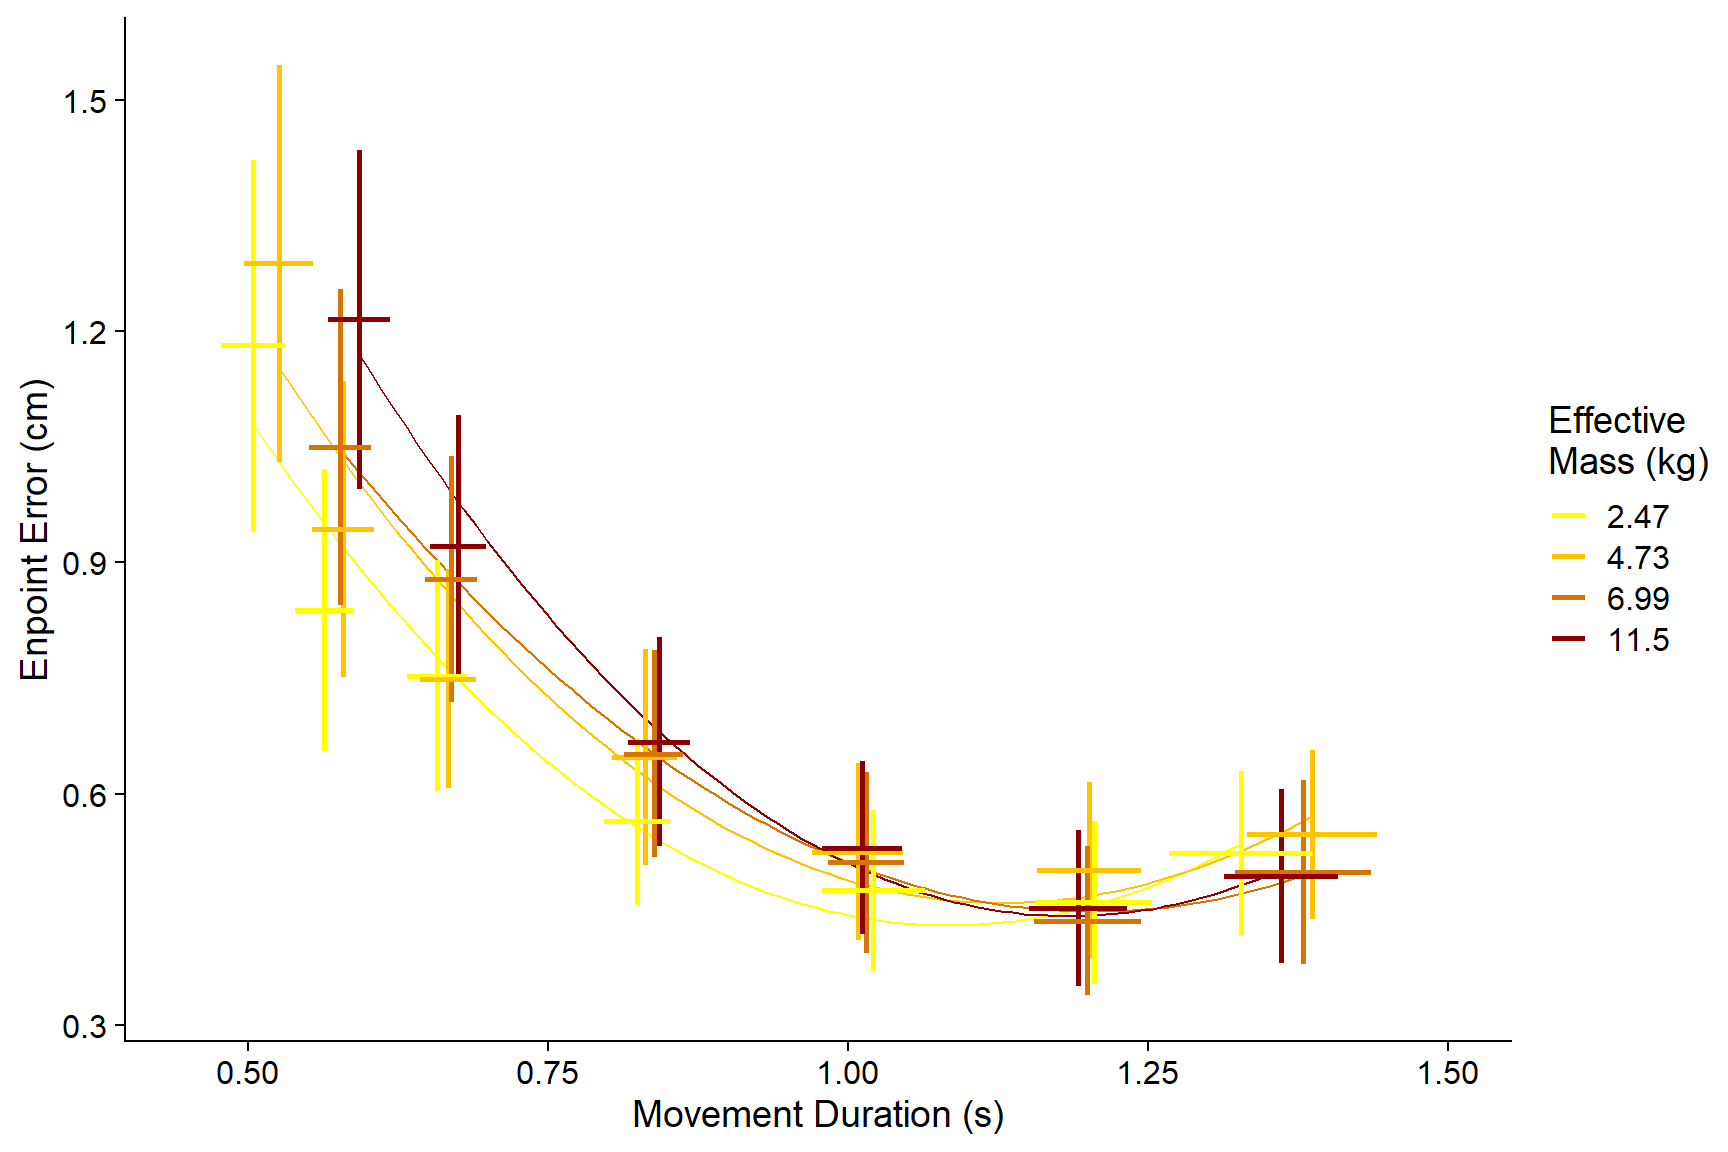 Enpoint Error (cm)
1.5
1.2
0.9
0.6
0.3
0.50 0.75 1.00 1.25 1.50
Movement Duration (s)
Effective
Mass (kg)
2.47
4.73
6.99
11.5